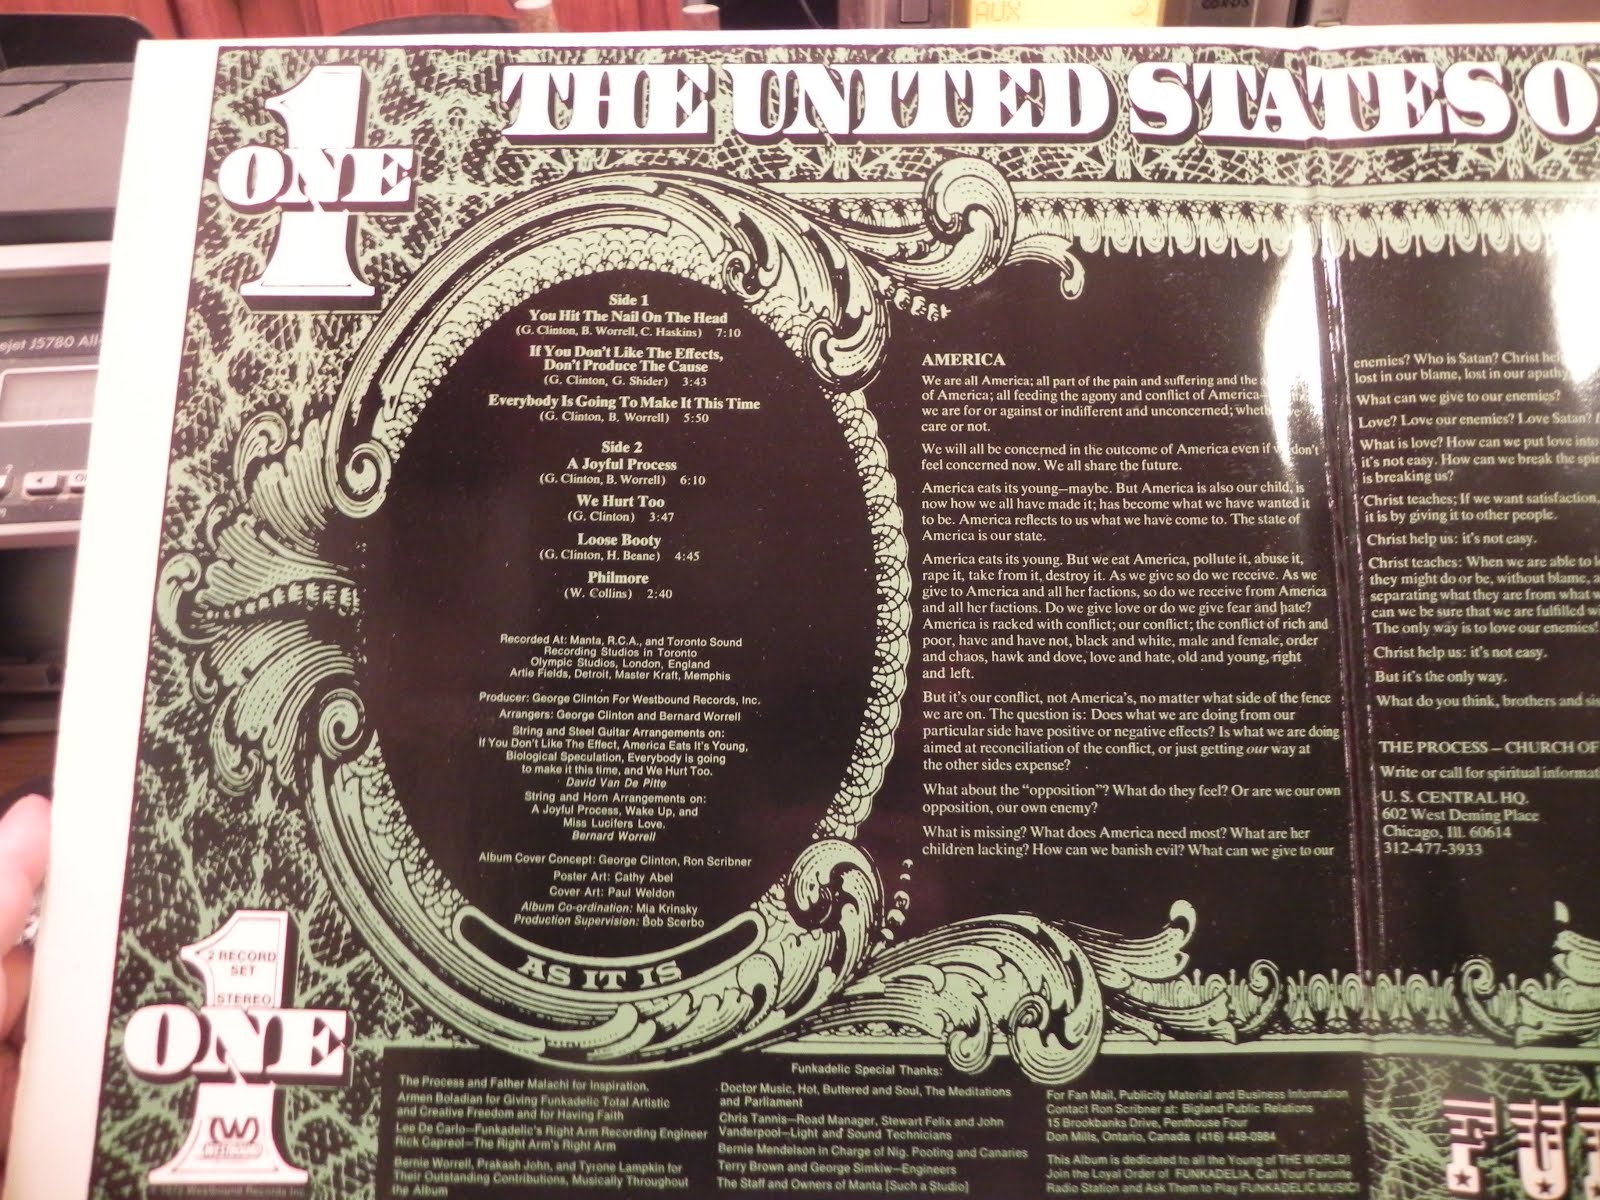 AUX
1
ONE
THE UNITED STATES
Side 1
You Hit The Nail On The Head
(G. Clinton, B. Worrell, C. Haskins) 7:10
If You Don't Like The Effects,
Don't Produce The Cause
(G. Clinton, G. Shider) 3:43
Everybody Is Going To Make It This Time
(G. Clinton, B. Worrell) 5:50
Side 2
A Joyful Process
(G. Clinton, B. Worrell) 6:10
We Hurt Too
(G. Clinton) 3:47
Loose Booty
(G. Clinton, H. Beane) 4:45
Philmore
(W. Collins) 2:40
Recorded At: Manta, R.C.A., and Toronto Sound
Recording Studios in Toronto
Olympic Studios, London, England
Artie Fields, Detroit, Master Kraft, Memphis
Producer: George Clinton For Westbound Records, Inc.
Arrangers: George Clinton and Bernard Worrell
String and Steel Guitar Arrangements on:
If You Don't Like The Effect, America Eats It's Young,
Biological Speculation, Everybody is going
to make it this time, and We Hurt Too.
David Van De Pitte
String and Horn Arrangements on:
A Joyful Process, Wake Up, and
Miss Lucifers Love.
Bernard Worrell
Album Cover Concept: George Clinton, Ron Scribner
Poster Art: Cathy Abel
Cover Art: Paul Weldon
Album Co-ordination: Mia Krinsky
Production Supervision: Bob Scerbo
AS IT IS
AMERICA
We are all America; all part of the pain and suffering and the
of America; all feeding the agony and conflict of America—
we are for or against or indifferent and unconcerned;
care or not.
We will all be concerned in the outcome of America even if don't
feel concerned now. We all share the future.
America eats its young—maybe. But America is also our child, is
now how we all have made it; has become what we have wanted it
to be. America reflects to us what we have come to. The state of
America is our state.
America eats its young. But we eat America, pollute it, abuse it,
rape it, take from it, destroy it. As we give so do we receive. As we
give to America and all her factions, so do we receive from America
and all her factions. Do we give love or do we give fear and hate?
America is racked with conflict; our conflict; the conflict of rich and
poor, have and have not, black and white, male and female, order
and chaos, hawk and dove, love and hate, old and young, right
and left.
But it's our conflict, not America's, no matter what side of the fence
we are on. The question is: Does what we are doing from our
particular side have positive or negative effects? Is what we are doing
aimed at reconciliation of the conflict, or just getting our way at
the other sides expense?
What about the "opposition"? What do they feel? Or are we our own
opposition, our own enemy?
What is missing? What does America need most? What are her
children lacking? How can we banish evil? What can we give to our
enemies? Who is Satan? Christ
lost in our blame, lost in our apathy
What can we give to our enemies?
Love? Love our enemies? Love Satan?
What is love? How can we put love into
it's not easy. How can we break the
is breaking us?
Christ teaches; If we want satisfaction,
it is by giving it to other people.
Christ help us: it's not easy.
Christ teaches: When we are able to
they might do or be, without blame,
separating what they are from what
can we be sure that we are fulfilled
The only way is to love our enemies!
Christ help us: it's not easy.
But it's the only way.
What do you think, brothers and
THE PROCESS — CHURCH OF
Write or call for spiritual
U. S. CENTRAL HQ.
602 West Deming Place
Chicago, Ill. 60614
312-477-3933
2 RECORD
SET
STEREO
1
ONE
W
WESTBOUND
The Process and Father Malachi for Inspiration.
Armen Boladian for Giving Funkadelic Total Artistic
and Creative Freedom and for Having Faith
Lee De Carlo—Funkadelic's Right Arm Recording Engineer
Rick Capreol—The Right Arm's Right Arm
Bernie Worrell, Prakash John, and Tyrone Lampkin for
Their Outstanding Contributions, Musically Throughout
the Album
Funkadelic Special Thanks:
Doctor Music, Hot, Buttered and Soul, The Meditations
and Parliament
Chris Tannis—Road Manager, Stewart Felix and John
Vanderpool—Light and Sound Technicians
Bernie Mendelson in Charge of Nig. Pooting and Canaries
Terry Brown and George Simkiw—Engineers
The Staff and Owners of Manta [Such a Studio]
For Fan Mail, Publicity Material and Business Information
Contact Ron Scribner at: Bigland Public Relations
15 Brookbanks Drive, Penthouse Four
Don Mills, Ontario, Canada (416) 449-0984
This Album is dedicated to all the Young of THE WORLD!
Join the Loyal Order of FUNKADELIA, Call Your Favorite
Radio Station and Ask Them to Play FUNKADELIC MUSIC!